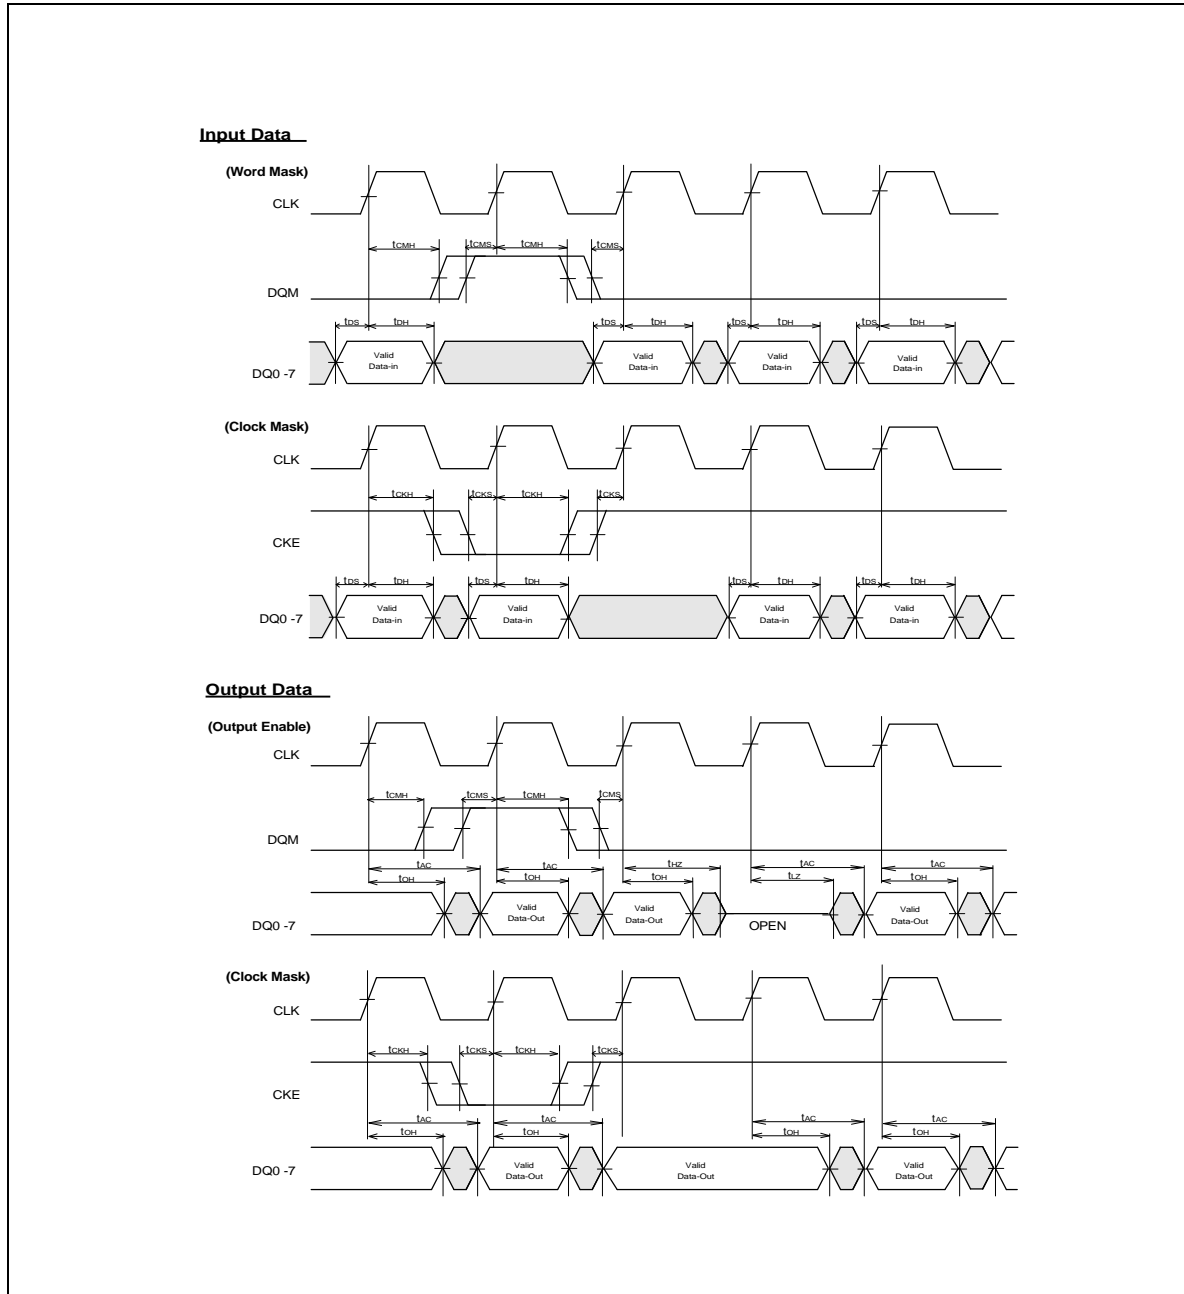 Input Data
(Word Mask)
CLK
tCMH tCMS tCMH tCMS
DQM
tDS tDH tDS tDH tDS tDH tDS tDH
Valid Data-in Valid Data-in Valid Data-in Valid Data-in
DQ0 -7
(Clock Mask)
CLK
tCKH tCKS tCKH tCKS
CKE
tDS tDH tDS tDH tDS tDH tDS tDH
Valid Data-in Valid Data-in Valid Data-in Valid Data-in
DQ0 -7
Output Data
(Output Enable)
CLK
tCMH tCMS tCMH tCMS
DQM
tAC tAC tHZ tAC tAC
tOH tOH tOH tLZ tOH
Valid Data-Out Valid Data-Out Valid Data-Out
DQ0 -7 OPEN
(Clock Mask)
CLK
tCKH tCKS tCKH tCKS
CKE
tAC tAC tAC tAC
tOH tOH tOH tOH
Valid Data-Out Valid Data-Out Valid Data-Out
DQ0 -7